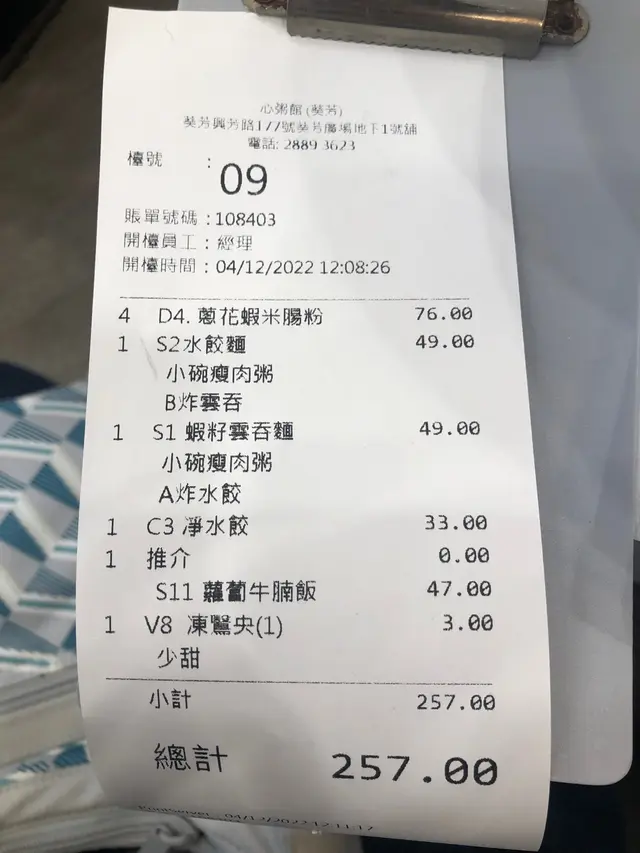 心粥館 (葵芳)
葵芳興芳路177號葵芳廣場地下1號舖
電話: 2889 3623
檯號 : 09
賬單號碼 : 108403
開檯員工 : 經理
開檯時間 : 04/12/2022 12:08:26
4 D4. 蔥花蝦米腸粉 76.00
1 S2水餃麵 49.00
小碗瘦肉粥
B炸雲吞
1 S1 蝦籽雲吞麵 49.00
小碗瘦肉粥
A炸水餃
1 C3 淨水餃 33.00
1 推介 0.00
S11 蘿蔔牛腩飯 47.00
1 V8 凍鴛央(1) 3.00
少甜
小計 257.00
總計 257.00
04/12/2022 12:11:17